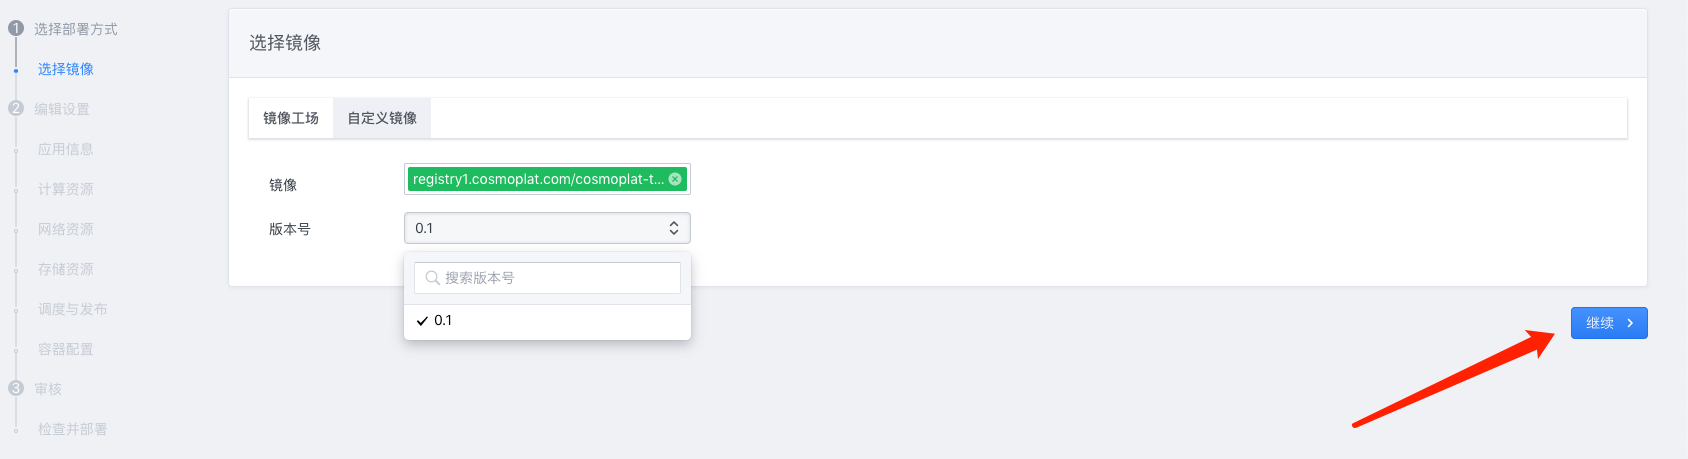 1 选择部署方式
选择镜像
2 编辑设置
应用信息
计算资源
网络资源
存储资源
调度与发布
容器配置
3 审核
检查并部署
选择镜像
镜像工场 自定义镜像
镜像 registry1.cosmoplat.com/cosmoplat-t...
版本号 0.1
搜索版本号
0.1
继续